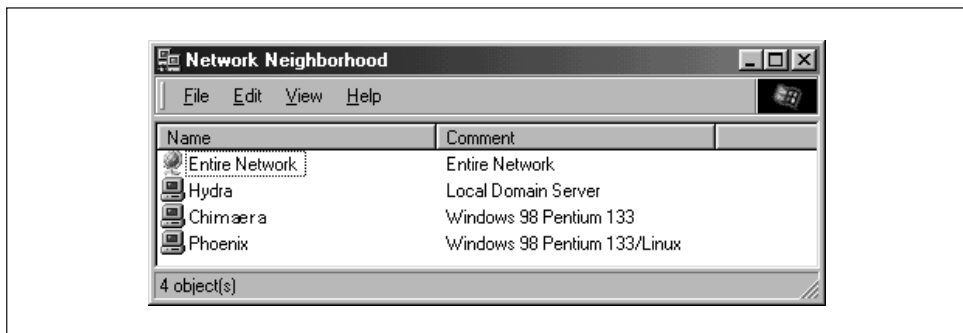 Network Neighborhood
File Edit View Help
Name Comment
Entire Network Entire Network
Hydra Local Domain Server
Chimæra Windows 98 Pentium 133
Phoenix Windows 98 Pentium 133/Linux
4 object(s)